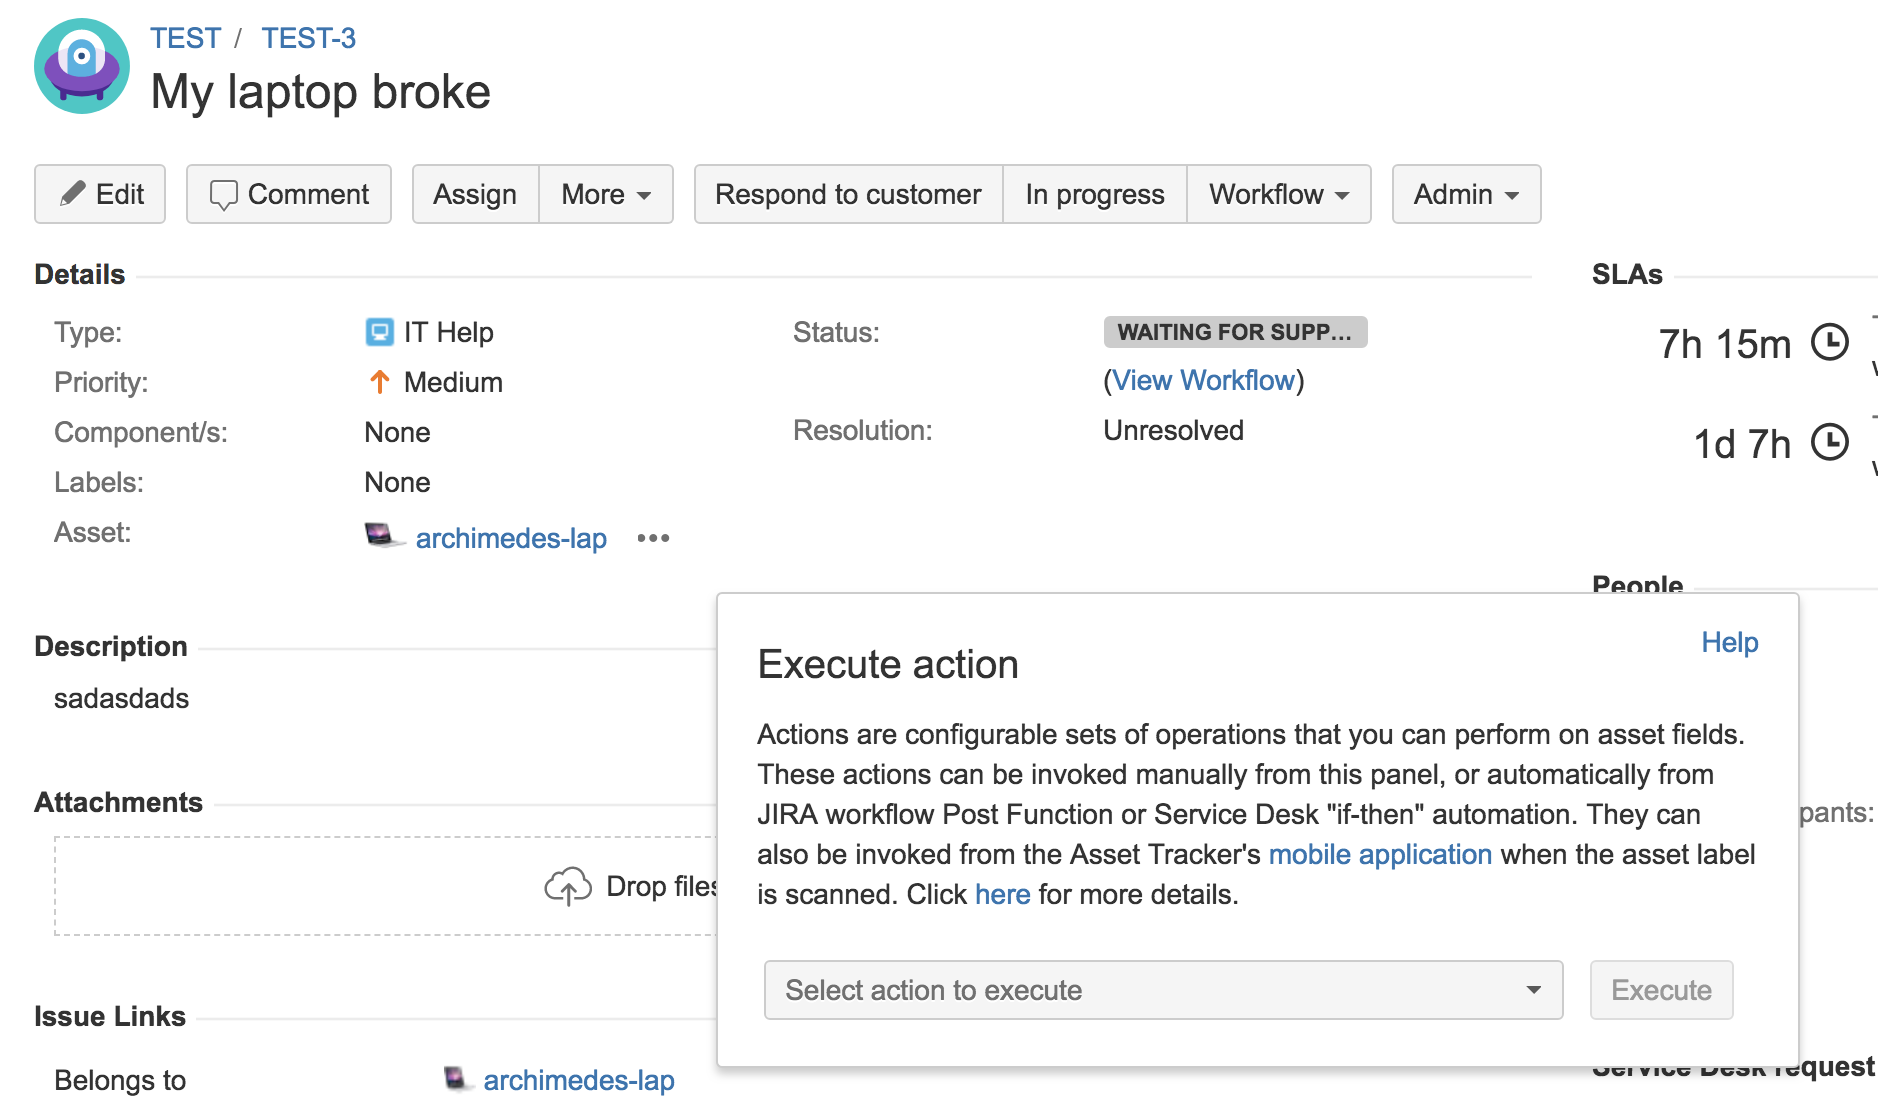 TEST / TEST-3
My laptop broke
Edit Comment Assign More Respond to customer In progress Workflow Admin
Details
Type: IT Help
Priority: Medium
Component/s: None
Labels: None
Asset: archimedes-lap
Status: WAITING FOR SUPP...
(View Workflow)
Resolution: Unresolved
SLAs
7h 15m
1d 7h
People
Description
sadasdads
Attachments
Drop files
Issue Links
Belongs to archimedes-lap
Help
Execute action
Actions are configurable sets of operations that you can perform on asset fields.
These actions can be invoked manually from this panel, or automatically from
JIRA workflow Post Function or Service Desk "if-then" automation. They can
also be invoked from the Asset Tracker's mobile application when the asset label
is scanned. Click here for more details.
Select action to execute Execute
pants:
Service Desk request